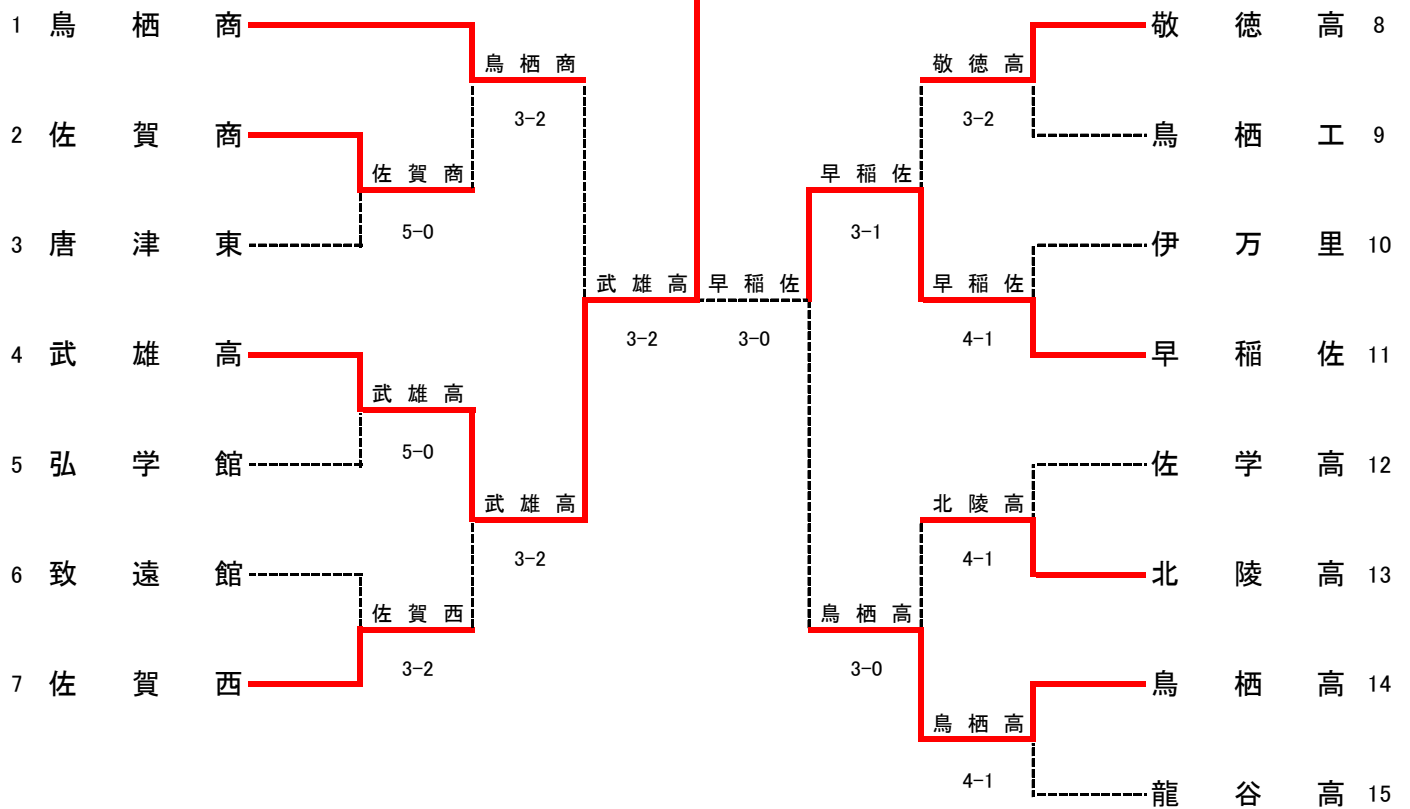 1 鳥栖商 敬徳高 8
鳥栖商 敬徳高
3-2 3-2
2 佐賀商 鳥栖工 9
佐賀商 早稲佐
5-0 3-1
3 唐津東 伊万里 10
武雄高 早稲佐 早稲佐
3-2 3-0 4-1
4 武雄高 早稲佐 11
武雄高
5-0
5 弘学館 佐学高 12
武雄高 北陵高
3-2 4-1
6 致遠館 北陵高 13
佐賀西 鳥栖高
3-2 3-0
7 佐賀西 鳥栖高 14
鳥栖高
4-1
龍谷高 15